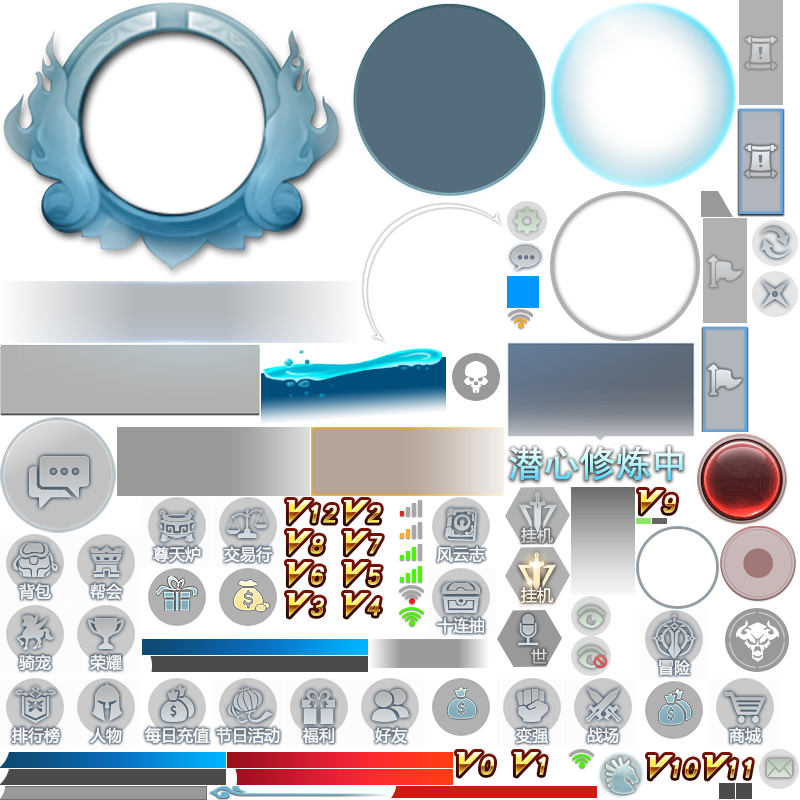 潜心修炼中
V9
尊天炉
交易行
V12
V2
风云志
挂机
V8
V7
背包
帮会
V6
V5
挂机
V3
V4
十连抽
骑宠
荣耀
世
冒险
排行榜
人物
每日充值
节日活动
福利
好友
变强
战场
商城
V0
V1
V10
V11